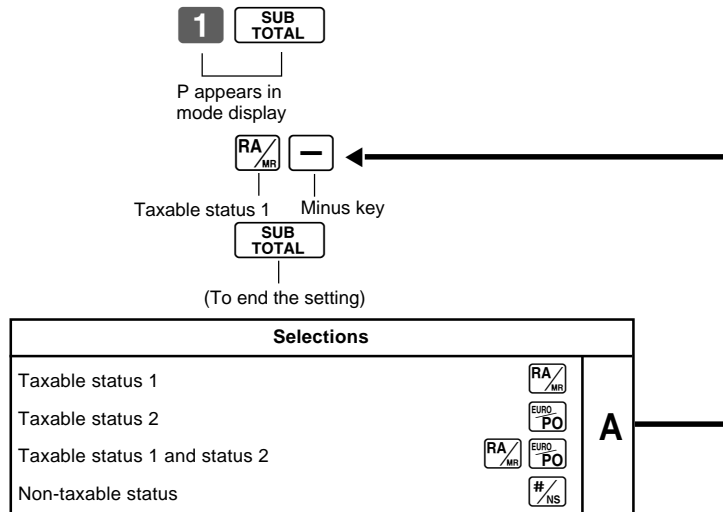 1 SUB TOTAL
P appears in
mode display
RA/MR −
Taxable status 1 Minus key
SUB TOTAL
(To end the setting)
Selections
Taxable status 1 RA/MR
Taxable status 2 EURO PO
Taxable status 1 and status 2 RA/MR EURO PO
Non-taxable status #/NS
A